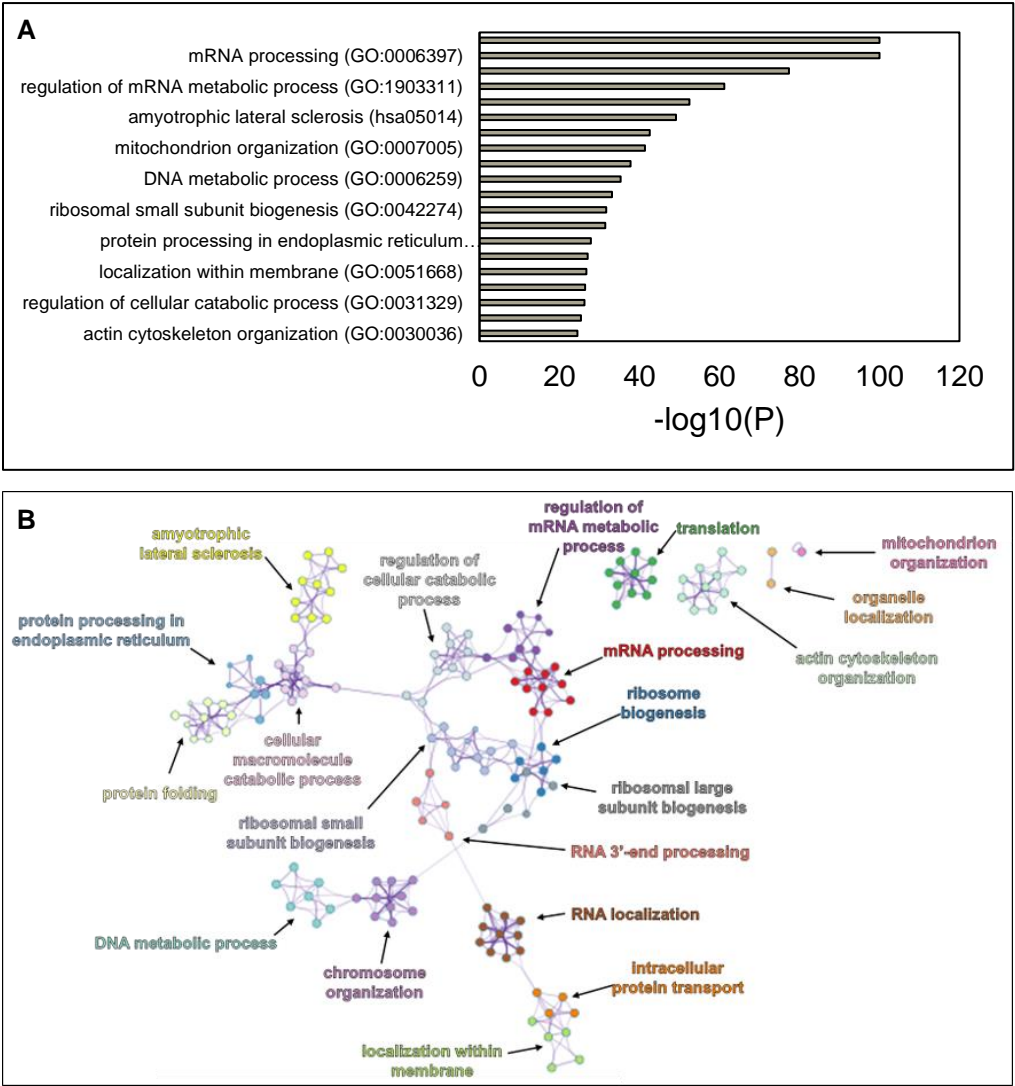 A
mRNA processing (GO:0006397)
regulation of mRNA metabolic process (GO:1903311)
amyotrophic lateral sclerosis (hsa05014)
mitochondrion organization (GO:0007005)
DNA metabolic process (GO:0006259)
ribosomal small subunit biogenesis (GO:0042274)
protein processing in endoplasmic reticulum…
localization within membrane (GO:0051668)
regulation of cellular catabolic process (GO:0031329)
actin cytoskeleton organization (GO:0030036)
0 20 40 60 80 100 120
-log10(P)
B
amyotrophic
lateral sclerosis
regulation of
cellular catabolic
process
regulation of
mRNA metabolic
process
translation
mitochondrion
organization
organelle
localization
actin cytoskeleton
organization
protein processing in
endoplasmic reticulum
mRNA processing
ribosome
biogenesis
cellular
macromolecule
catabolic process
protein folding
ribosomal large
subunit biogenesis
ribosomal small
subunit biogenesis
RNA 3'-end processing
DNA metabolic process
chromosome
organization
RNA localization
intracellular
protein transport
localization within
membrane